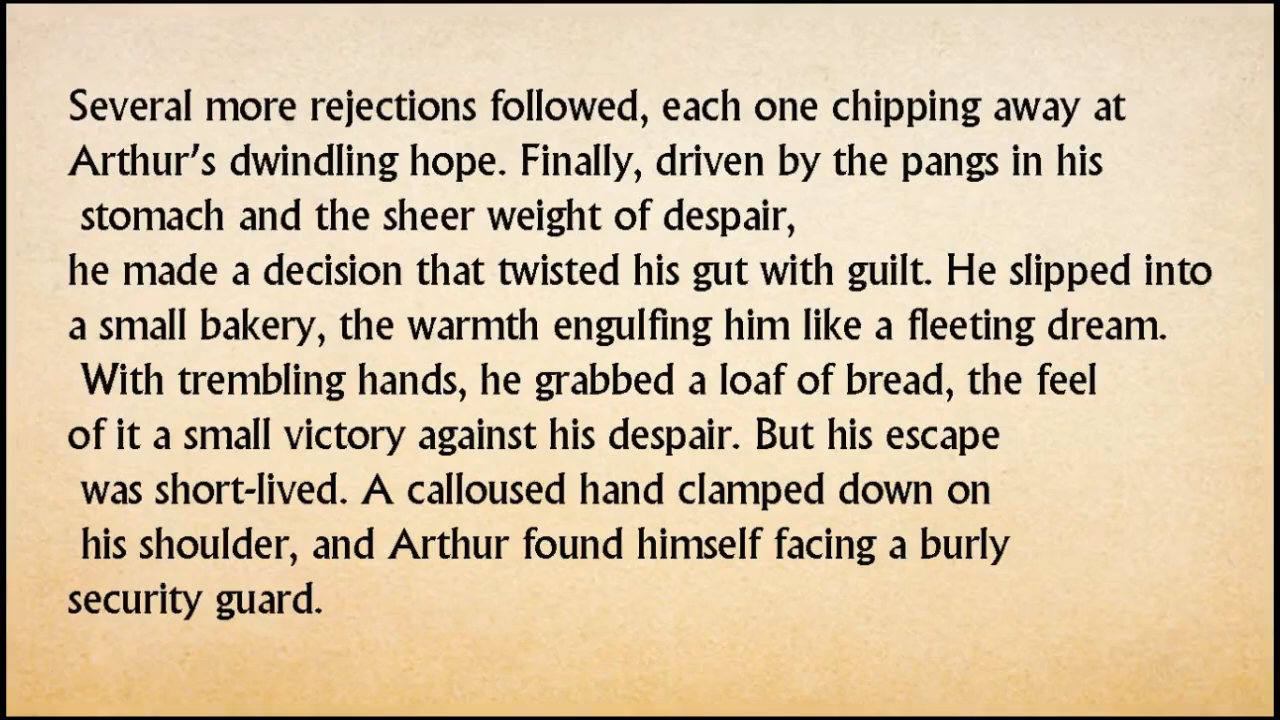 Several more rejections followed, each one chipping away at
Arthur's dwindling hope. Finally, driven by the pangs in his
stomach and the sheer weight of despair,
he made a decision that twisted his gut with guilt. He slipped into
a small bakery, the warmth engulfing him like a fleeting dream.
With trembling hands, he grabbed a loaf of bread, the feel
of it a small victory against his despair. But his escape
was short-lived. A calloused hand clamped down on
his shoulder, and Arthur found himself facing a burly
security guard.